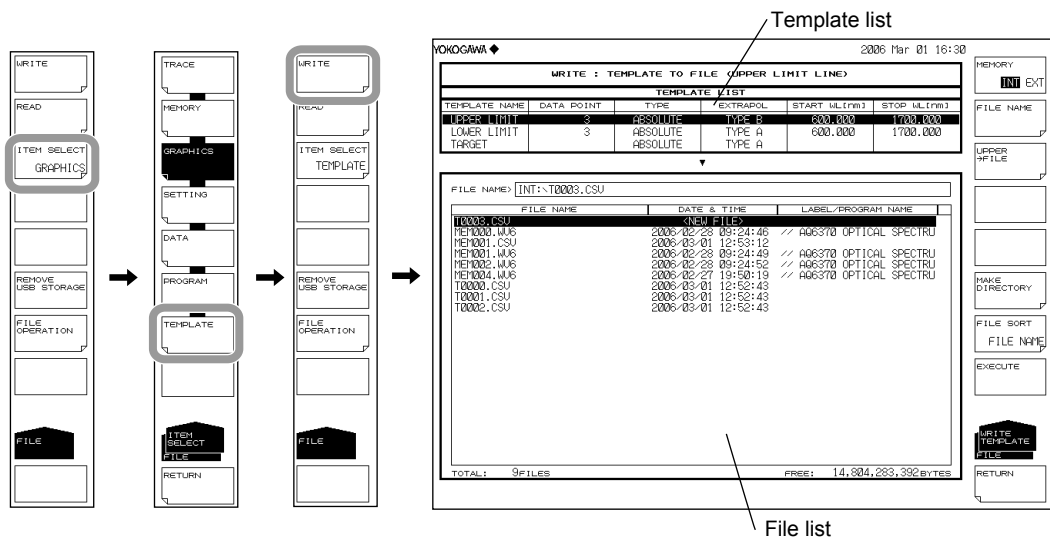 Template list
WRITE
READ
ITEM SELECT
GRAPHICS
REMOVE
USB STORAGE
FILE
OPERATION
FILE
TRACE
MEMORY
GRAPHICS
SETTING
DATA
PROGRAM
TEMPLATE
ITEM
SELECT
FILE
RETURN
WRITE
READ
ITEM SELECT
TEMPLATE
REMOVE
USB STORAGE
FILE
OPERATION
FILE
YOKOGAWA 2006 Mar 01 16:30
WRITE : TEMPLATE TO FILE (UPPER LIMIT LINE)
TEMPLATE LIST
TEMPLATE NAME DATA POINT TYPE EXTRAPOL START WL[nm] STOP WL[nm]
UPPER LIMIT 3 ABSOLUTE TYPE B 600.000 1700.000
LOWER LIMIT 3 ABSOLUTE TYPE A 600.000 1700.000
TARGET ABSOLUTE TYPE A
FILE NAME> INT:\T0003.CSV
FILE NAME DATE & TIME LABEL/PROGRAM NAME
T0003.CSV <NEW FILE>
MEM000.WV6 2006/02/28 09:24:46 // AQ6370 OPTICAL SPECTRU
MEM001.CSV 2006/03/01 12:53:12
MEM001.WV6 2006/02/28 09:24:49 // AQ6370 OPTICAL SPECTRU
MEM002.WV6 2006/02/28 09:24:52 // AQ6370 OPTICAL SPECTRU
MEM004.WV6 2006/02/27 19:50:19 // AQ6370 OPTICAL SPECTRU
T0000.CSV 2006/03/01 12:52:43
T0001.CSV 2006/03/01 12:52:43
T0002.CSV 2006/03/01 12:52:43
TOTAL: 9FILES FREE: 14,804,283,392BYTES
MEMORY
INT EXT
FILE NAME
UPPER
→FILE
MAKE
DIRECTORY
FILE SORT
FILE NAME
EXECUTE
WRITE
TEMPLATE
FILE
RETURN
File list